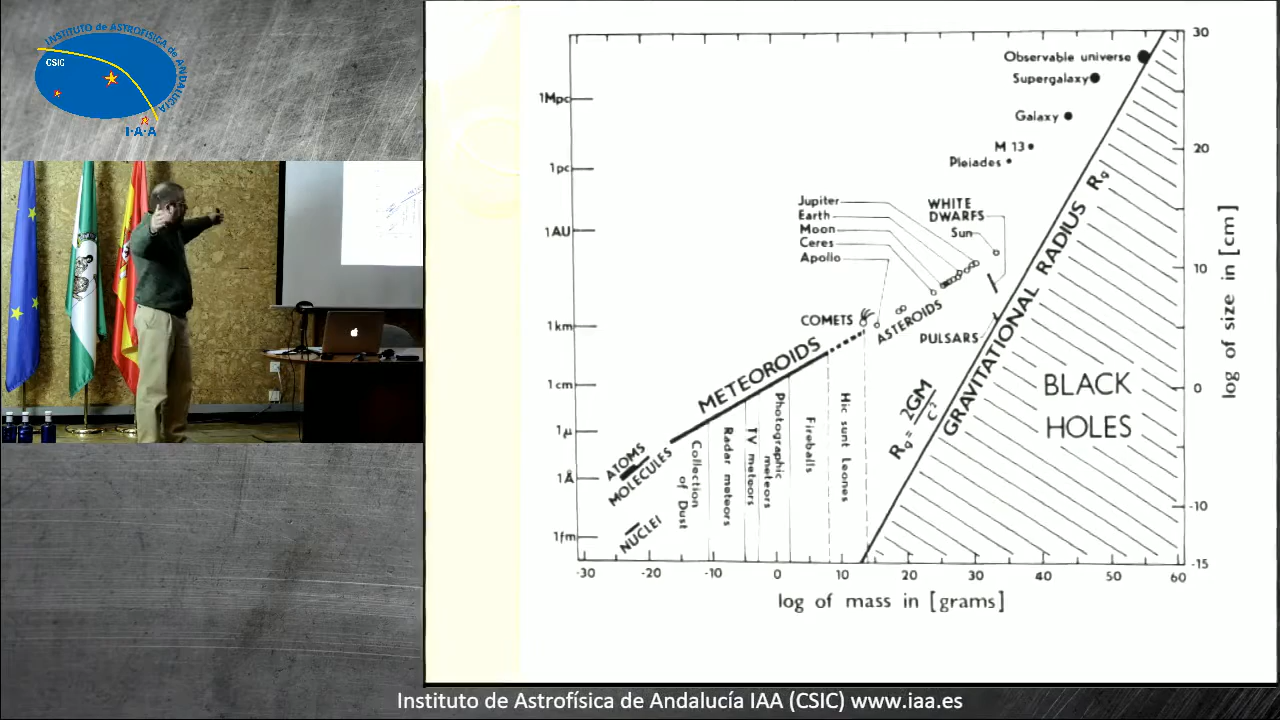 INSTITUTO de ASTROFÍSICA de ANDALUCÍA
CSIC
I·A·A
30
20
10
0
-10
-15
log of size in [cm]
1Mpc
1pc
1AU
1km
1cm
1μ
1Å
1fm
Observable universe
Supergalaxy
Galaxy
M 13
Pleiades
Jupiter
Earth
Moon
Ceres
Apollo
WHITE
DWARFS
Sun
COMETS
ASTEROIDS
PULSARS
METEOROIDS
ATOMS
MOLECULES
NUCLEI
Collection
of Dust
Radar meteors
TV meteors
Photographic
meteors
Fireballs
Hic sunt Leones
Rg = 2GM
c²
GRAVITATIONAL RADIUS Rg
BLACK
HOLES
-30
-20
-10
0
10
20
30
40
50
60
log of mass in [grams]
Instituto de Astrofísica de Andalucía IAA (CSIC) www.iaa.es